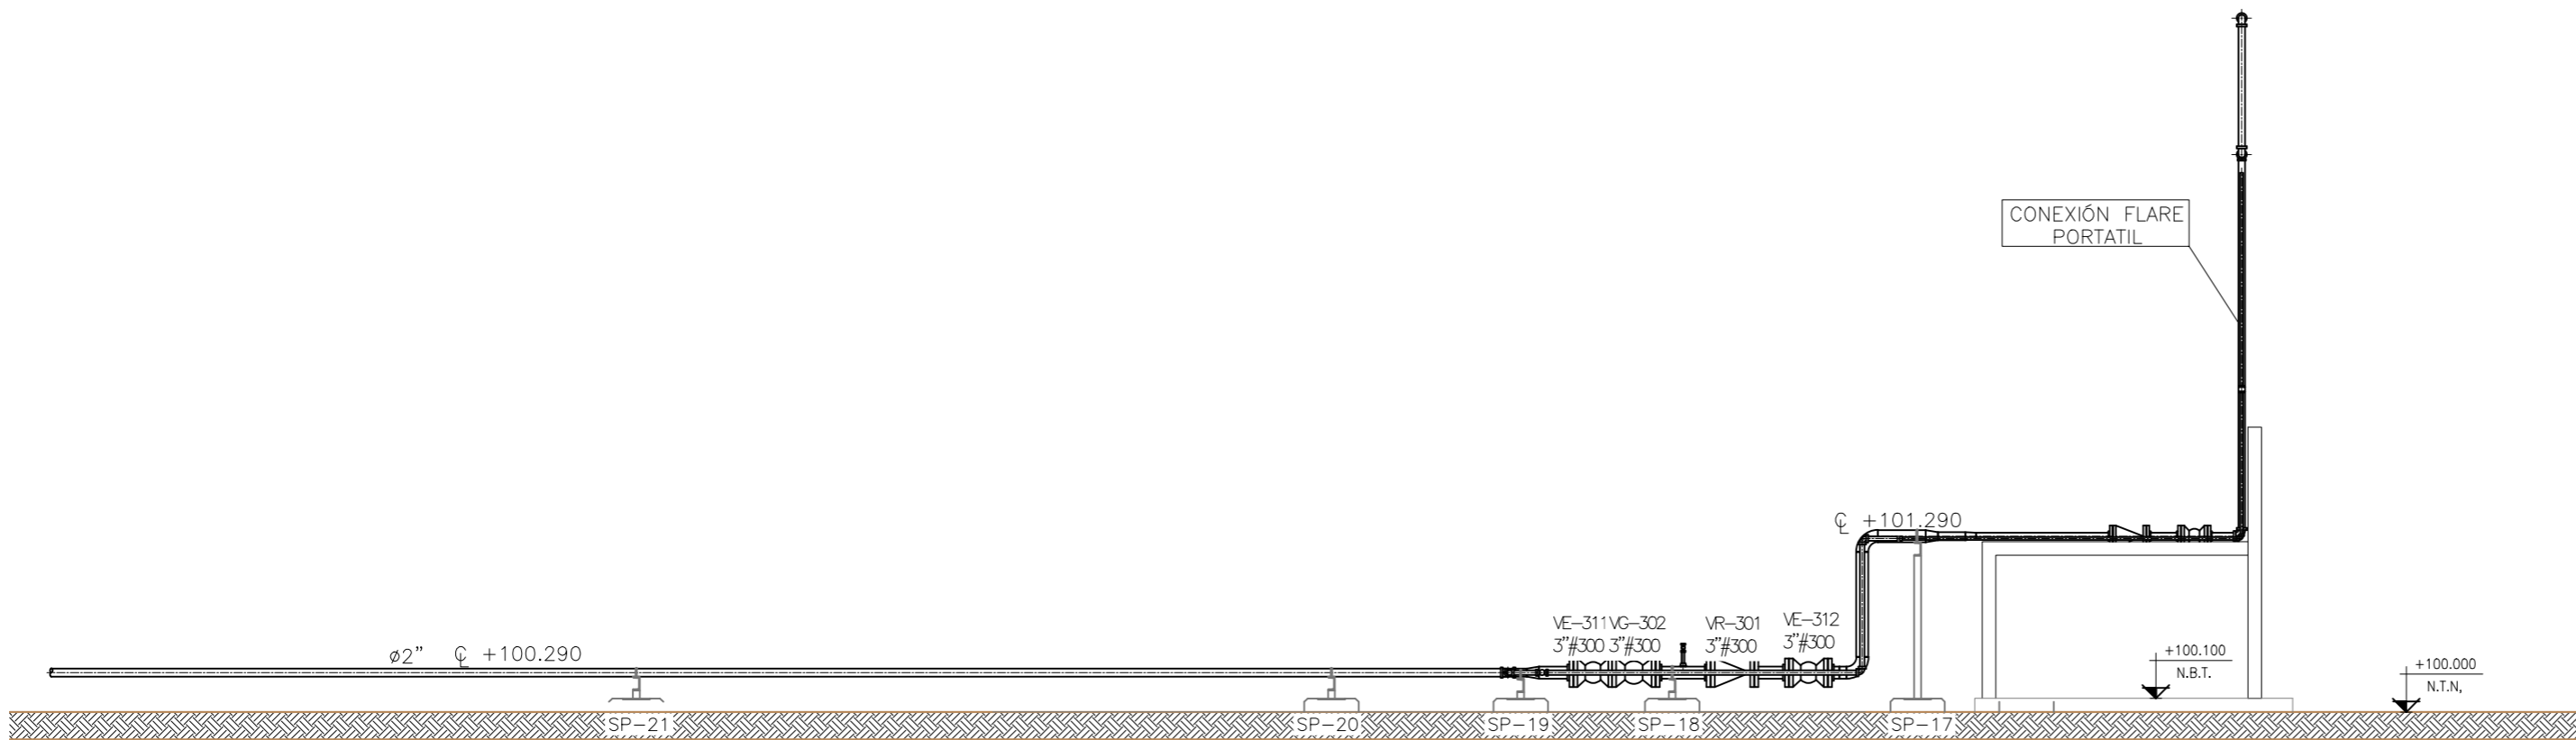 CONEXIÓN FLARE
PORTATIL
℄ +101.290
VE-311 VG-302 VR-301 VE-312
3"#300 3"#300 3"#300 3"#300
ø2" ℄ +100.290
+100.100
N.B.T.
+100.000
N.T.N,
SP-21 SP-20 SP-19 SP-18 SP-17